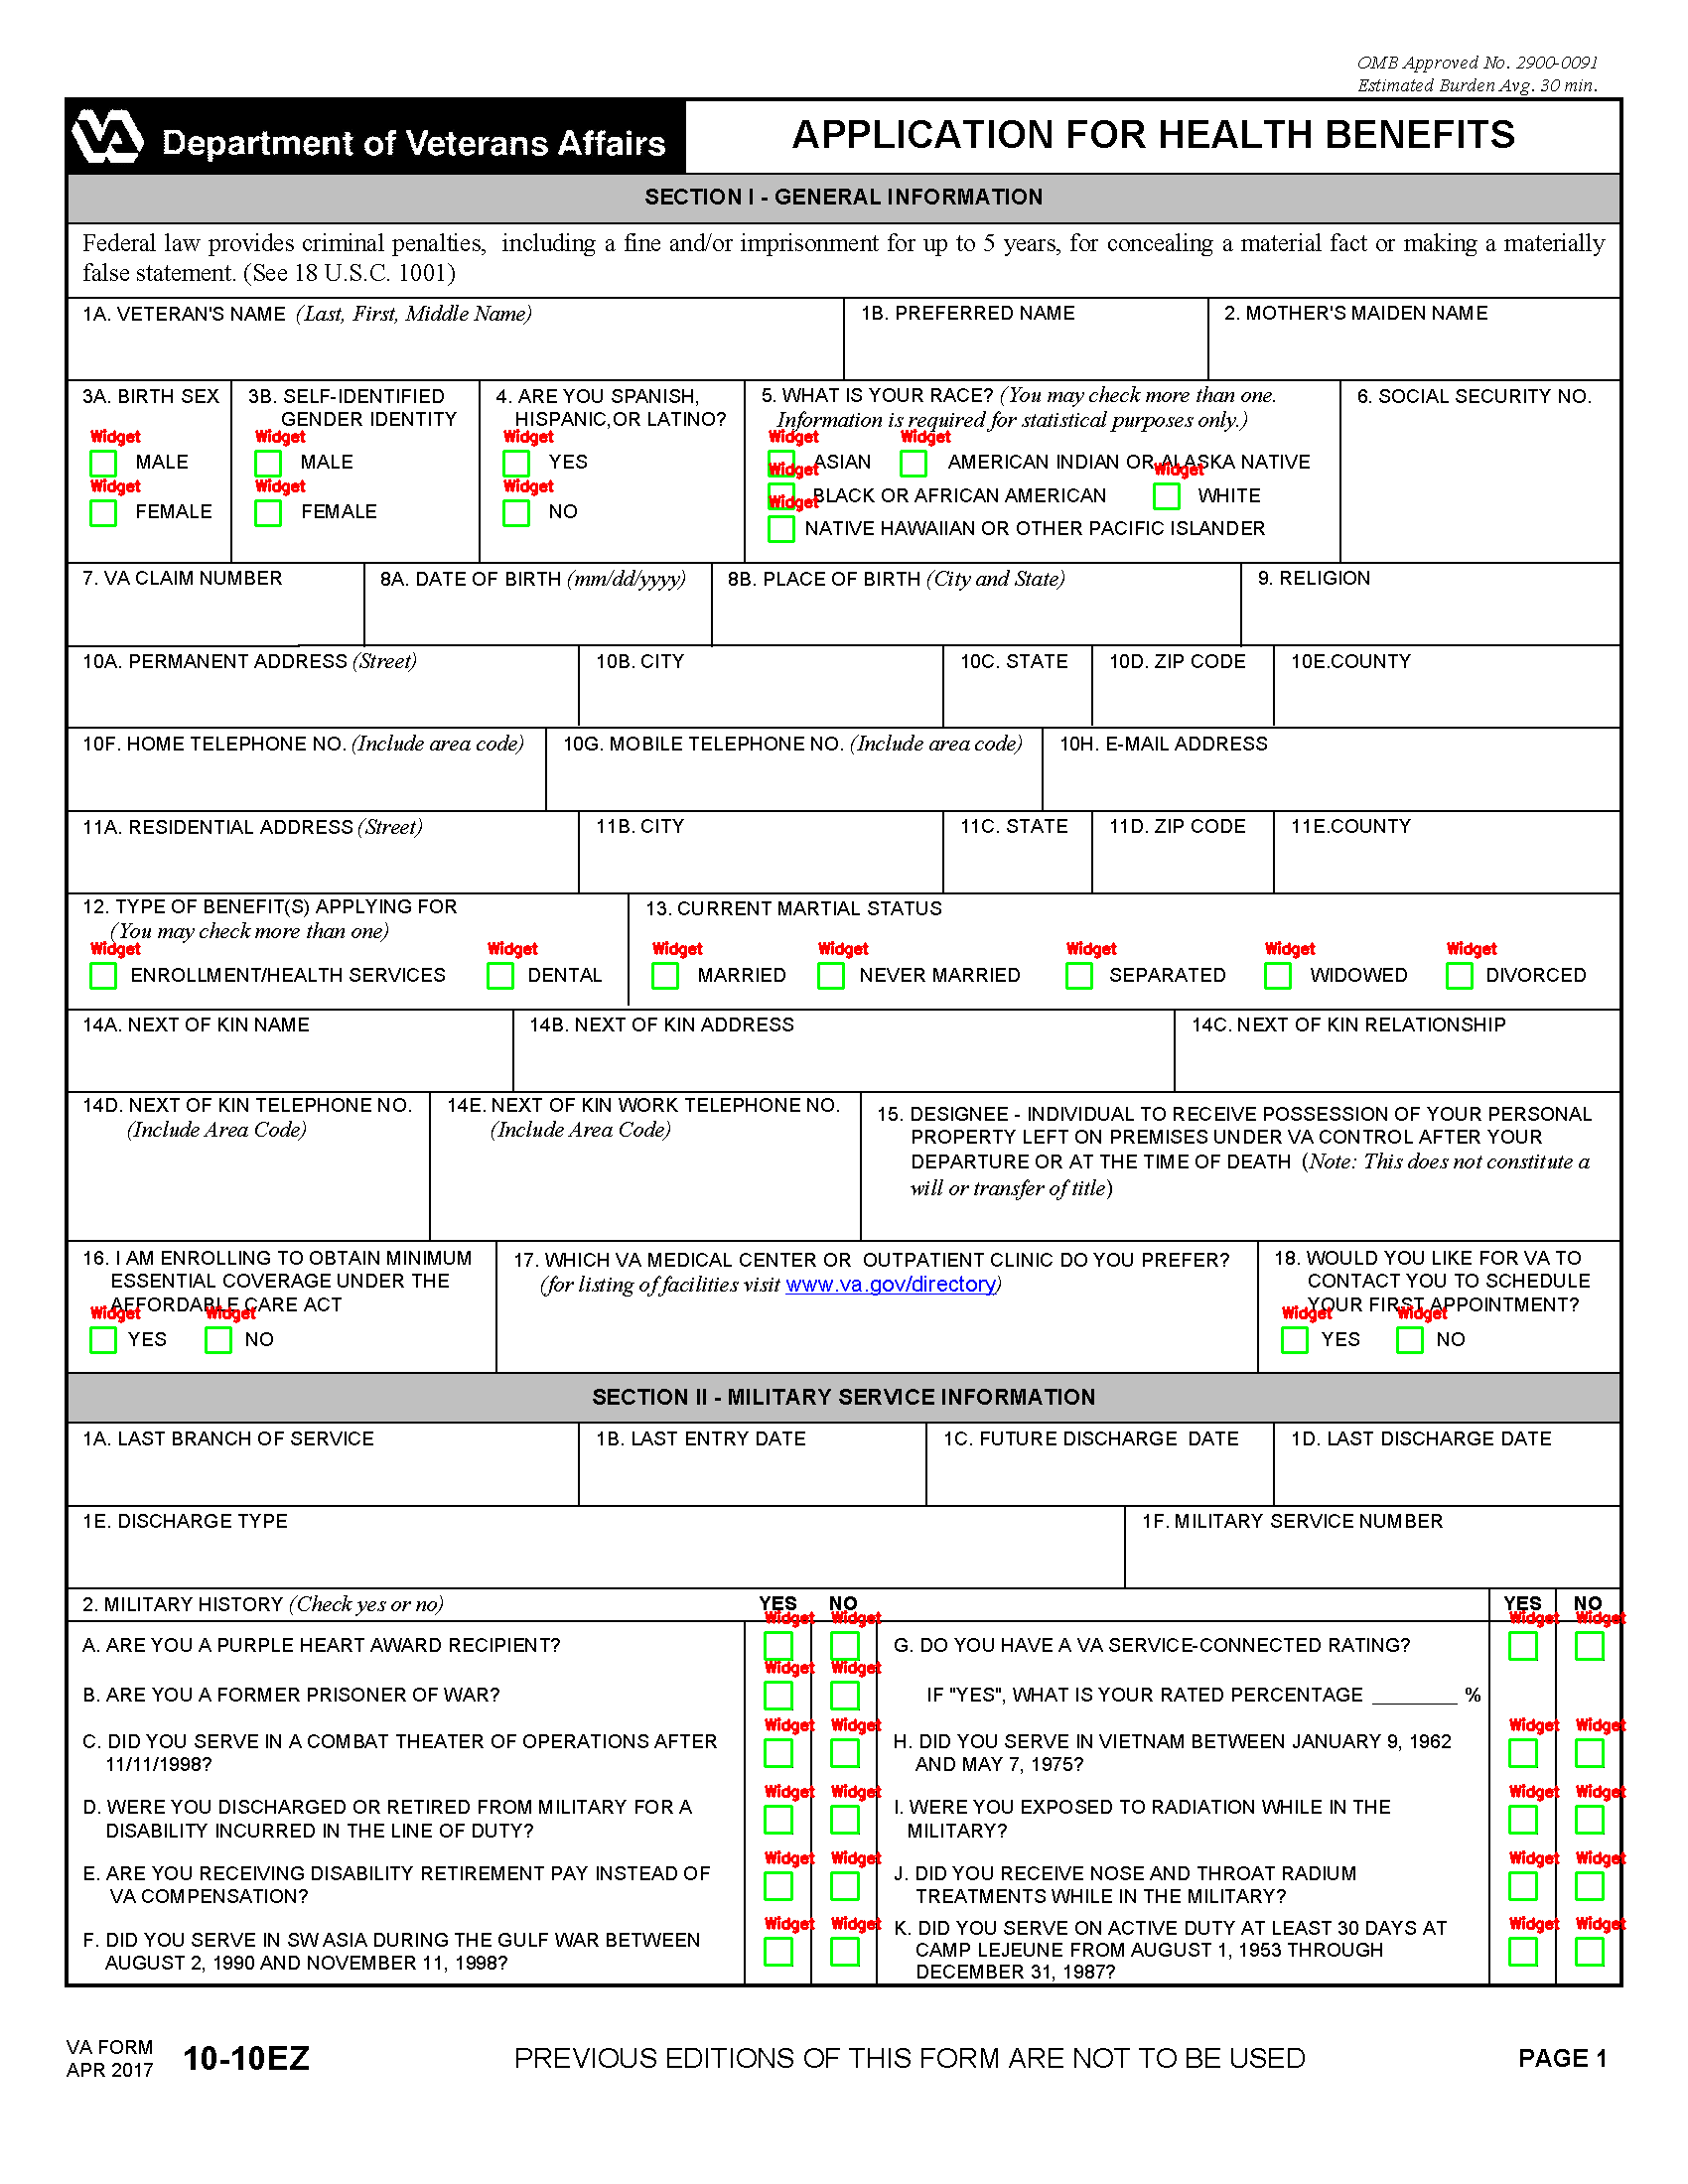 OMB Approved No. 2900-0091
Estimated Burden Avg. 30 min.
VA Department of Veterans Affairs
APPLICATION FOR HEALTH BENEFITS
SECTION I - GENERAL INFORMATION
Federal law provides criminal penalties, including a fine and/or imprisonment for up to 5 years, for concealing a material fact or making a materially
false statement. (See 18 U.S.C. 1001)
1A. VETERAN'S NAME (Last, First, Middle Name)
1B. PREFERRED NAME
2. MOTHER'S MAIDEN NAME
3A. BIRTH SEX
Widget
MALE
Widget
FEMALE
3B. SELF-IDENTIFIED
GENDER IDENTITY
Widget
MALE
Widget
FEMALE
4. ARE YOU SPANISH,
HISPANIC,OR LATINO?
Widget
YES
Widget
NO
5. WHAT IS YOUR RACE? (You may check more than one.
Information is required for statistical purposes only.)
Widget Widget
ASIAN AMERICAN INDIAN OR ALASKA NATIVE
Widget Widget
BLACK OR AFRICAN AMERICAN WHITE
Widget
NATIVE HAWAIIAN OR OTHER PACIFIC ISLANDER
6. SOCIAL SECURITY NO.
7. VA CLAIM NUMBER
8A. DATE OF BIRTH (mm/dd/yyyy)
8B. PLACE OF BIRTH (City and State)
9. RELIGION
10A. PERMANENT ADDRESS (Street)
10B. CITY
10C. STATE
10D. ZIP CODE
10E.COUNTY
10F. HOME TELEPHONE NO. (Include area code)
10G. MOBILE TELEPHONE NO. (Include area code)
10H. E-MAIL ADDRESS
11A. RESIDENTIAL ADDRESS (Street)
11B. CITY
11C. STATE
11D. ZIP CODE
11E.COUNTY
12. TYPE OF BENEFIT(S) APPLYING FOR
(You may check more than one)
Widget Widget
ENROLLMENT/HEALTH SERVICES DENTAL
13. CURRENT MARTIAL STATUS
Widget Widget Widget Widget Widget
MARRIED NEVER MARRIED SEPARATED WIDOWED DIVORCED
14A. NEXT OF KIN NAME
14B. NEXT OF KIN ADDRESS
14C. NEXT OF KIN RELATIONSHIP
14D. NEXT OF KIN TELEPHONE NO.
(Include Area Code)
14E. NEXT OF KIN WORK TELEPHONE NO.
(Include Area Code)
15. DESIGNEE - INDIVIDUAL TO RECEIVE POSSESSION OF YOUR PERSONAL
PROPERTY LEFT ON PREMISES UNDER VA CONTROL AFTER YOUR
DEPARTURE OR AT THE TIME OF DEATH (Note: This does not constitute a
will or transfer of title)
16. I AM ENROLLING TO OBTAIN MINIMUM
ESSENTIAL COVERAGE UNDER THE
AFFORDABLE CARE ACT
Widget Widget
YES NO
17. WHICH VA MEDICAL CENTER OR OUTPATIENT CLINIC DO YOU PREFER?
(for listing of facilities visit www.va.gov/directory)
18. WOULD YOU LIKE FOR VA TO
CONTACT YOU TO SCHEDULE
YOUR FIRST APPOINTMENT?
Widget Widget
YES NO
SECTION II - MILITARY SERVICE INFORMATION
1A. LAST BRANCH OF SERVICE
1B. LAST ENTRY DATE
1C. FUTURE DISCHARGE DATE
1D. LAST DISCHARGE DATE
1E. DISCHARGE TYPE
1F. MILITARY SERVICE NUMBER
2. MILITARY HISTORY (Check yes or no)
YES NO
YES NO
Widget Widget
A. ARE YOU A PURPLE HEART AWARD RECIPIENT?
Widget Widget
B. ARE YOU A FORMER PRISONER OF WAR?
Widget Widget
C. DID YOU SERVE IN A COMBAT THEATER OF OPERATIONS AFTER
11/11/1998?
Widget Widget
D. WERE YOU DISCHARGED OR RETIRED FROM MILITARY FOR A
DISABILITY INCURRED IN THE LINE OF DUTY?
Widget Widget
E. ARE YOU RECEIVING DISABILITY RETIREMENT PAY INSTEAD OF
VA COMPENSATION?
Widget Widget
F. DID YOU SERVE IN SW ASIA DURING THE GULF WAR BETWEEN
AUGUST 2, 1990 AND NOVEMBER 11, 1998?
Widget Widget
G. DO YOU HAVE A VA SERVICE-CONNECTED RATING?
IF "YES", WHAT IS YOUR RATED PERCENTAGE ________ %
Widget Widget
H. DID YOU SERVE IN VIETNAM BETWEEN JANUARY 9, 1962
AND MAY 7, 1975?
Widget Widget
I. WERE YOU EXPOSED TO RADIATION WHILE IN THE
MILITARY?
Widget Widget
J. DID YOU RECEIVE NOSE AND THROAT RADIUM
TREATMENTS WHILE IN THE MILITARY?
Widget Widget
K. DID YOU SERVE ON ACTIVE DUTY AT LEAST 30 DAYS AT
CAMP LEJEUNE FROM AUGUST 1, 1953 THROUGH
DECEMBER 31, 1987?
VA FORM
APR 2017
10-10EZ
PREVIOUS EDITIONS OF THIS FORM ARE NOT TO BE USED
PAGE 1